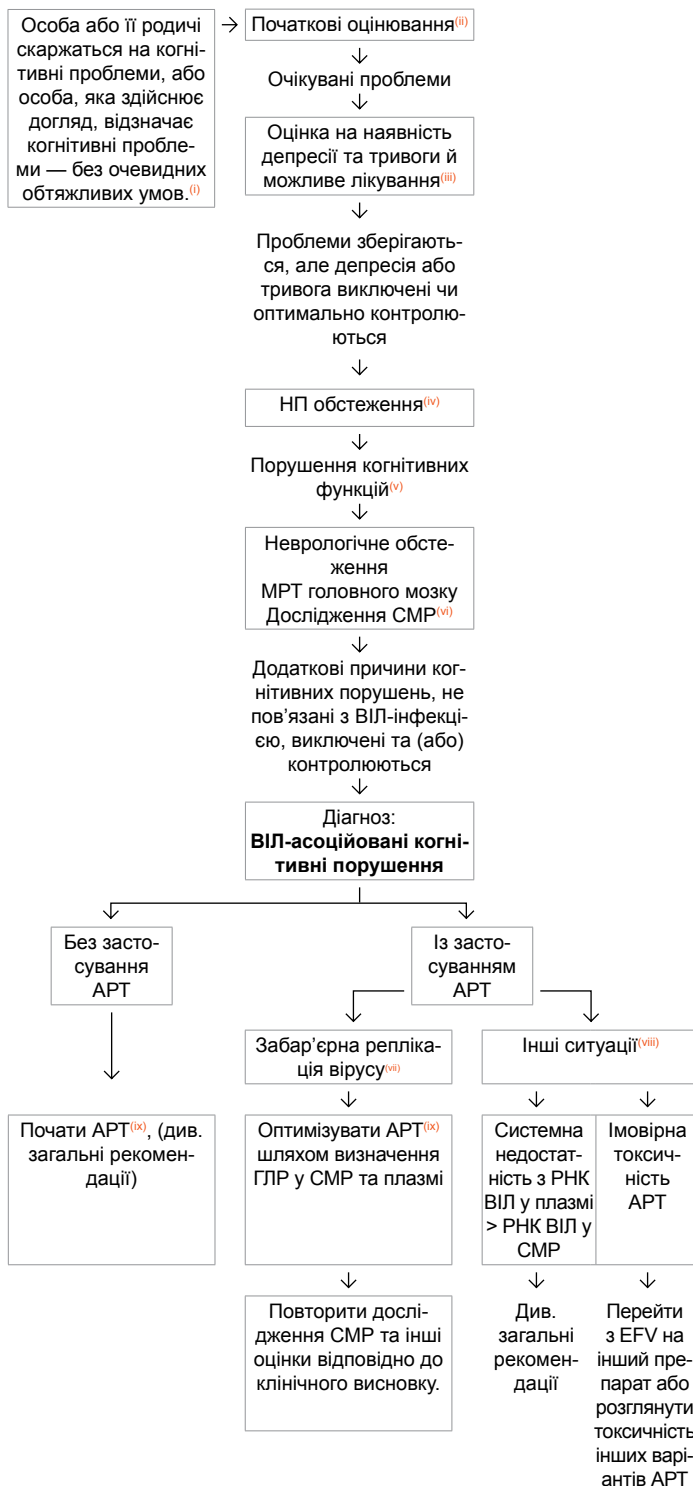 Особа або її родичі
скаржаться на когні-
тивні проблеми, або
особа, яка здійснює
догляд, відзначає
когнітивні пробле-
ми — без очевидних
обтяжливих умов.(i)
Початкові оцінювання(ii)
Очікувані проблеми
Оцінка на наявність
депресії та тривоги й
можливе лікування(iii)
Проблеми зберігають-
ся, але депресія або
тривога виключені чи
оптимально контролю-
ються
НП обстеження(iv)
Порушення когнітивних
функцій(v)
Неврологічне обсте-
ження
МРТ головного мозку
Дослідження СМР(vi)
Додаткові причини ког-
нітивних порушень, не
пов’язані з ВІЛ-інфекці-
єю, виключені та (або)
контролюються
Діагноз:
ВІЛ-асоційовані когні-
тивні порушення
Без засто-
сування
АРТ
Із засто-
суванням
АРТ
Забар’єрна репліка-
ція вірусу(vii)
Інші ситуації(viii)
Почати АРТ(ix), (див.
загальні рекомен-
дації)
Оптимізувати АРТ(ix)
шляхом визначення
ГЛР у СМР та плазмі
Системна
недостат-
ність з РНК
ВІЛ у плазмі
> РНК ВІЛ у
СМР
Імовірна
токсич-
ність
АРТ
Повторити дослі-
дження СМР та інші
оцінки відповідно до
клінічного висновку.
Див.
загальні
рекомен-
дації
Перейти
з EFV на
інший пре-
парат або
розглянути
токсичність
інших варі-
антів АРТ